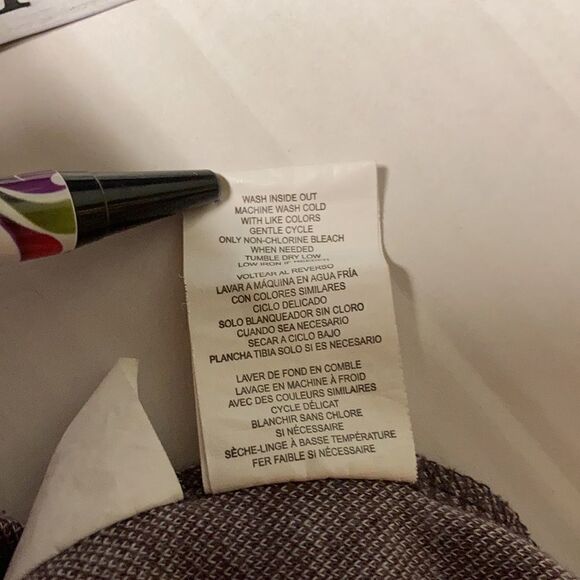 WASH INSIDE OUT
MACHINE WASH COLD
WITH LIKE COLORS
GENTLE CYCLE
ONLY NON-CHLORINE BLEACH
WHEN NEEDED
TUMBLE DRY LOW
LOW IRON IF
VOLTEAR AL REVERSO
LAVAR A MÁQUINA EN AGUA FRÍA
CON COLORES SIMILARES
CICLO DELICADO
SOLO BLANQUEADOR SIN CLORO
CUANDO SEA NECESARIO
SECAR A CICLO BAJO
PLANCHA TIBIA SOLO SI ES NECESARIO
LAVER DE FOND EN COMBLE
LAVAGE EN MACHINE À FROID
AVEC DES COULEURS SIMILAIRES
CYCLE DÉLICAT
BLANCHIR SANS CHLORE
SI NÉCESSAIRE
SÈCHE-LINGE À BASSE TEMPÉRATURE
FER FAIBLE SI NÉCESSAIRE